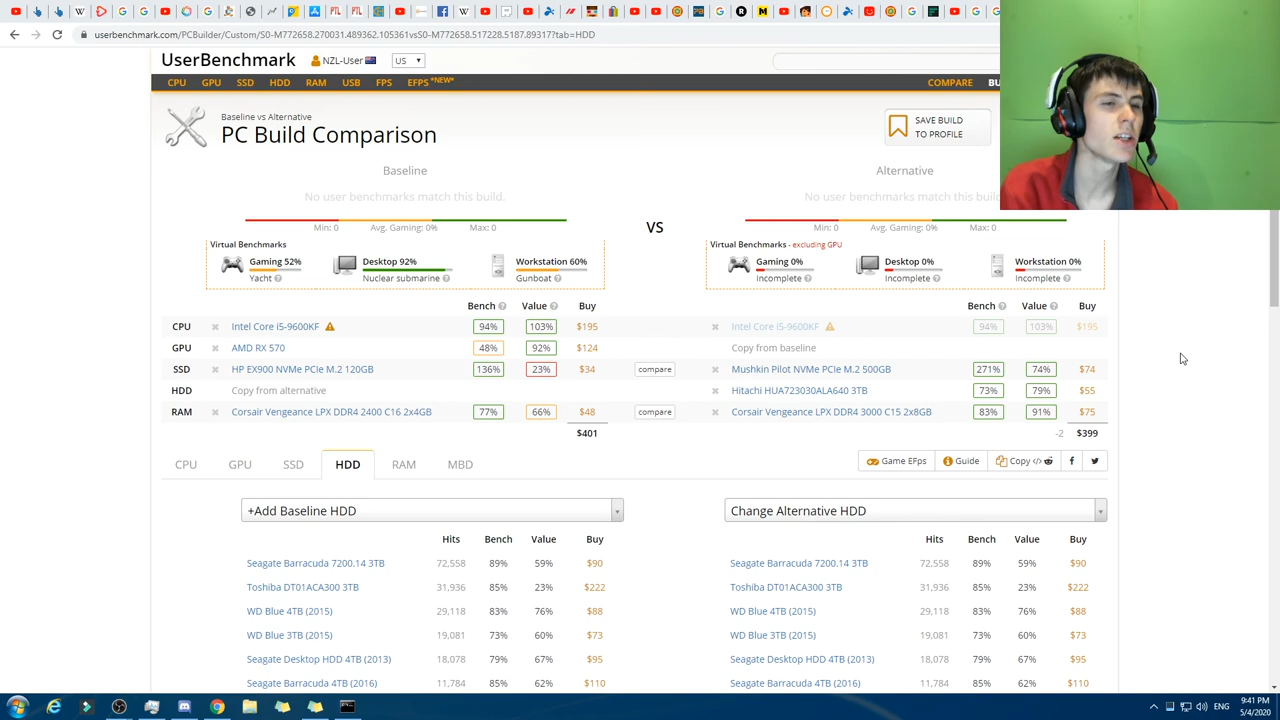 userbenchmark.com/PCBuilder/Custom/S0-M772658.270031.489362.105361vsS0-M772658.517228.5187.89317?tab=HDD
UserBenchmark NZL-User US
CPU GPU SSD HDD RAM USB FPS EFPS *NEW* COMPARE BU
Baseline vs Alternative
PC Build Comparison
SAVE BUILD
TO PROFILE
Baseline Alternative
No user benchmarks match this build. No user benchmarks match this build.
VS
Min: 0 Avg. Gaming: 0% Max: 0 Min: 0 Avg. Gaming: 0% Max: 0
Virtual Benchmarks Virtual Benchmarks - excluding GPU
Gaming 52% Desktop 92% Workstation 60% Gaming 0% Desktop 0% Workstation 0%
Yacht Nuclear submarine Gunboat Incomplete Incomplete Incomplete
Bench Value Buy Bench Value Buy
CPU Intel Core i5-9600KF 94% 103% $195 Intel Core i5-9600KF 94% 103% $195
GPU AMD RX 570 48% 92% $124 Copy from baseline
SSD HP EX900 NVMe PCIe M.2 120GB 136% 23% $34 compare Mushkin Pilot NVMe PCIe M.2 500GB 271% 74% $74
HDD Copy from alternative Hitachi HUA723030ALA640 3TB 73% 79% $55
RAM Corsair Vengeance LPX DDR4 2400 C16 2x4GB 77% 66% $48 compare Corsair Vengeance LPX DDR4 3000 C15 2x8GB 83% 91% $75
$401 -2 $399
CPU GPU SSD HDD RAM MBD Game EFps Guide Copy </>
+Add Baseline HDD Change Alternative HDD
Hits Bench Value Buy Hits Bench Value Buy
Seagate Barracuda 7200.14 3TB 72,558 89% 59% $90 Seagate Barracuda 7200.14 3TB 72,558 89% 59% $90
Toshiba DT01ACA300 3TB 31,936 85% 23% $222 Toshiba DT01ACA300 3TB 31,936 85% 23% $222
WD Blue 4TB (2015) 29,118 83% 76% $88 WD Blue 4TB (2015) 29,118 83% 76% $88
WD Blue 3TB (2015) 19,081 73% 60% $73 WD Blue 3TB (2015) 19,081 73% 60% $73
Seagate Desktop HDD 4TB (2013) 18,078 79% 67% $95 Seagate Desktop HDD 4TB (2013) 18,078 79% 67% $95
Seagate Barracuda 4TB (2016) 11,784 85% 62% $110 Seagate Barracuda 4TB (2016) 11,784 85% 62% $110
ENG 9:41 PM
5/4/2020